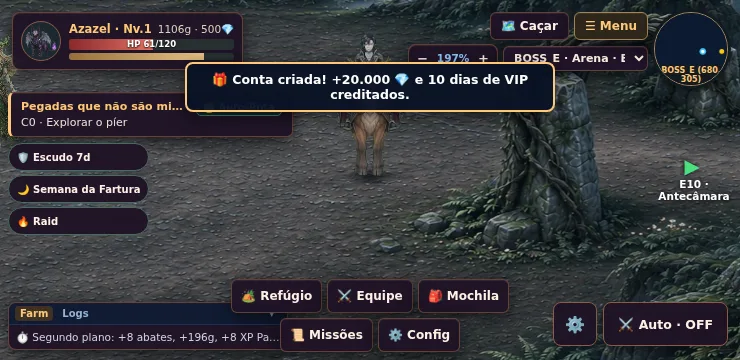 Azazel · Nv.1 1106g · 500💎
HP 61/120
🗺️ Caçar
☰ Menu
− 197% +
BOSS_E · Arena · E
BOSS_E (680,
305)
🎁 Conta criada! +20.000 💎 e 10 dias de VIP
creditados.
Pegadas que não são mi…
C0 · Explorar o píer
🛡️ Escudo 7d
🌙 Semana da Fartura
🔥 Raid
▶
E10 ·
Antecâmara
🏕️ Refúgio
⚔️ Equipe
🎒 Mochila
Farm Logs
⏱️ Segundo plano: +8 abates, +196g, +8 XP Pa…
📜 Missões
⚙️ Config
⚙️
⚔️ Auto · OFF